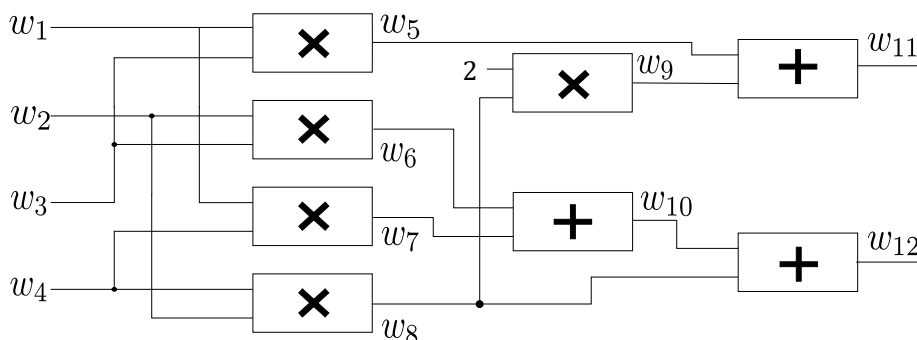 w₁ × w₅ w₁₁
2 × w₉ +
w₂ × w₆
w₃ × w₇ + w₁₀
w₄ × w₈ + w₁₂